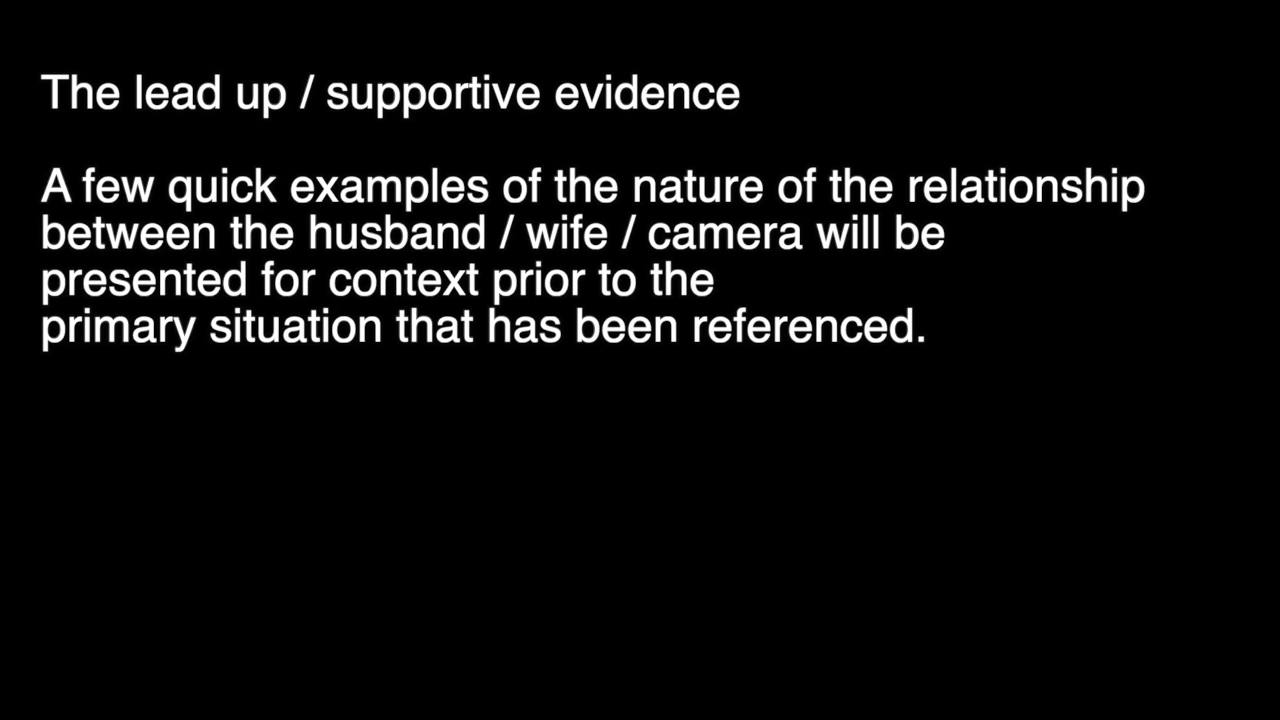 The lead up / supportive evidence
A few quick examples of the nature of the relationship
between the husband / wife / camera will be
presented for context prior to the
primary situation that has been referenced.